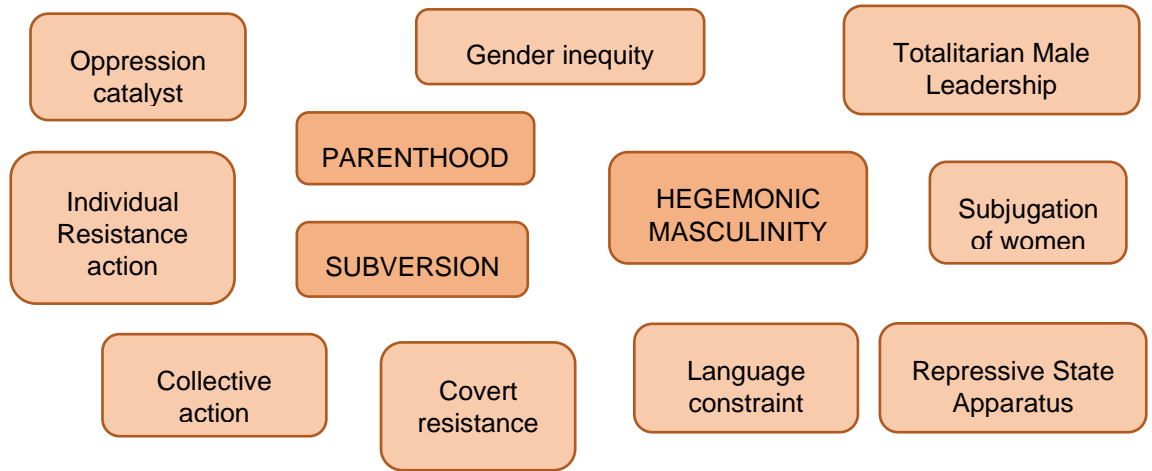 Oppression
catalyst
Gender inequity
Totalitarian Male
Leadership
PARENTHOOD
Individual
Resistance
action
HEGEMONIC
MASCULINITY
Subjugation
of women
SUBVERSION
Collective
action
Covert
resistance
Language
constraint
Repressive State
Apparatus